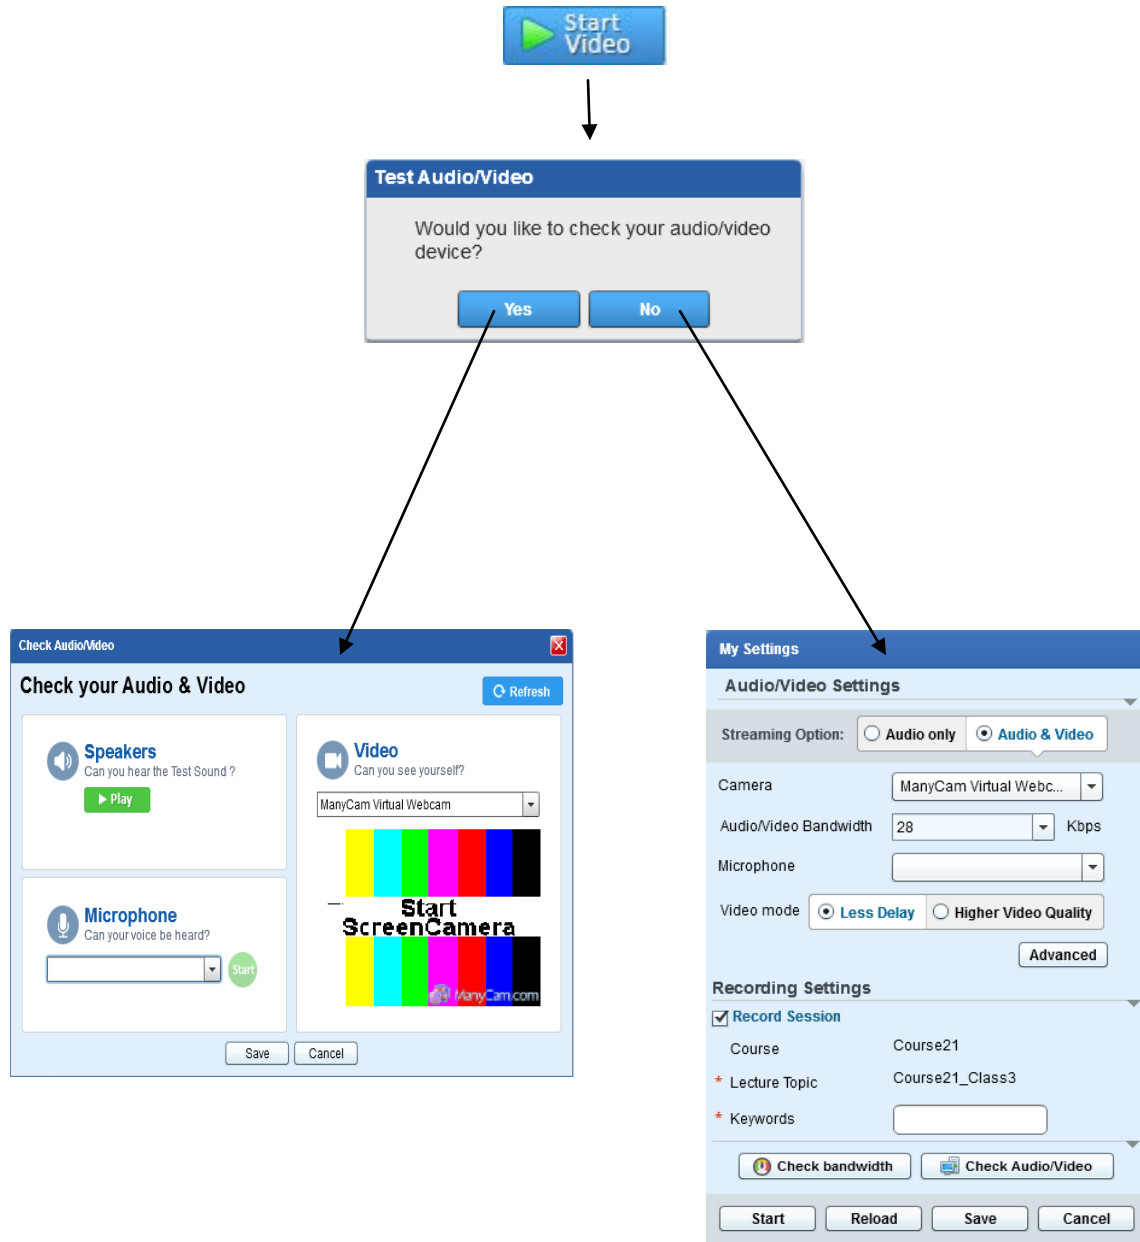 Start
Video
Test Audio/Video
Would you like to check your audio/video
device?
Yes
No
Check Audio/Video
Check your Audio & Video
Refresh
Speakers
Can you hear the Test Sound ?
Play
Microphone
Can your voice be heard?
Start
Video
Can you see yourself?
ManyCam Virtual Webcam
Start
ScreenCamera
ManyCam.com
Save
Cancel
My Settings
Audio/Video Settings
Streaming Option: Audio only Audio & Video
Camera ManyCam Virtual Webc...
Audio/Video Bandwidth 28 Kbps
Microphone
Video mode Less Delay Higher Video Quality
Advanced
Recording Settings
Record Session
Course Course21
* Lecture Topic Course21_Class3
* Keywords
Check bandwidth Check Audio/Video
Start Reload Save Cancel